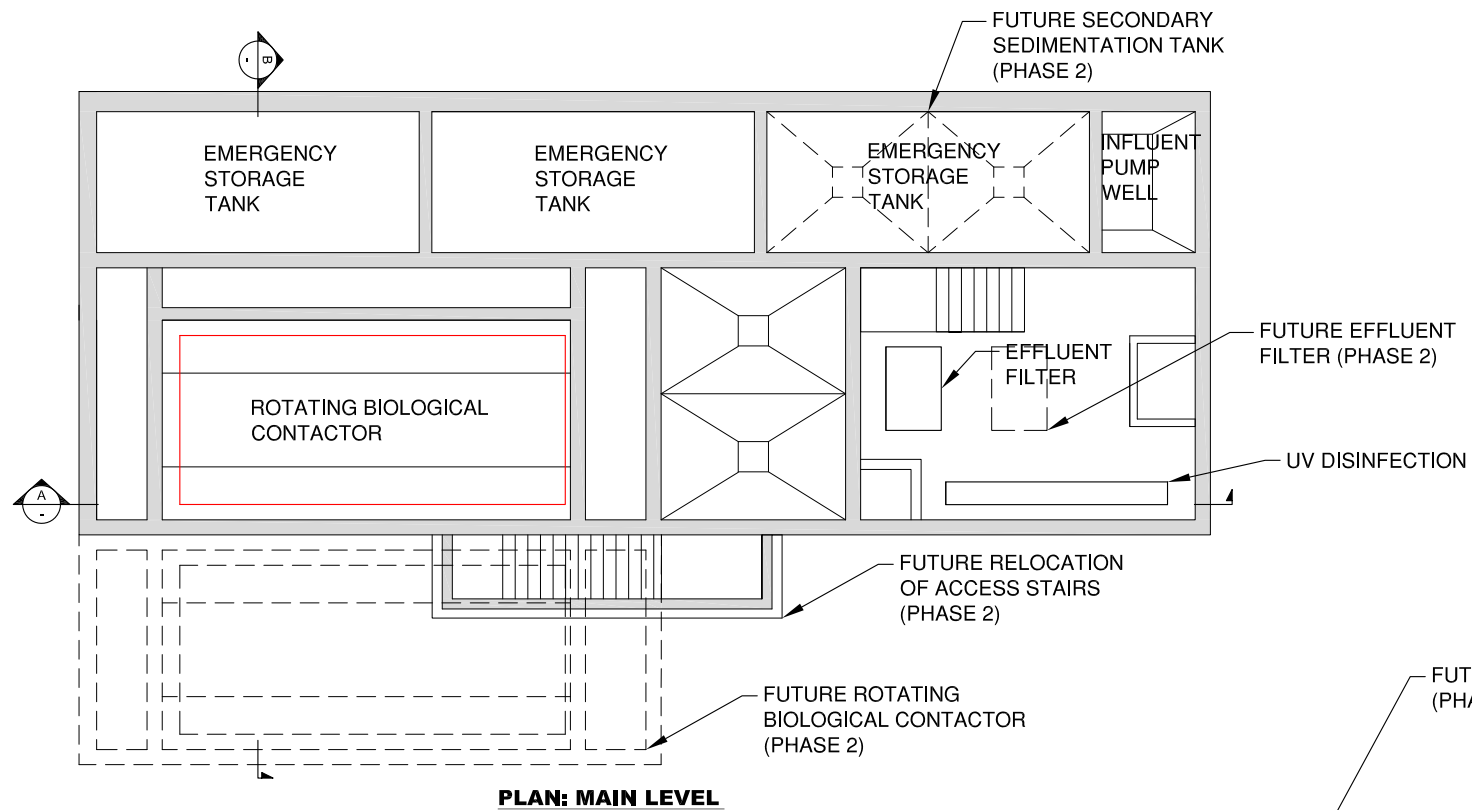 FUTURE SECONDARY
SEDIMENTATION TANK
(PHASE 2)
B
-
EMERGENCY
STORAGE
TANK
EMERGENCY
STORAGE
TANK
EMERGENCY
STORAGE
TANK
INFLUENT
PUMP
WELL
EFFLUENT
FILTER
FUTURE EFFLUENT
FILTER (PHASE 2)
ROTATING BIOLOGICAL
CONTACTOR
UV DISINFECTION
A
-
FUTURE RELOCATION
OF ACCESS STAIRS
(PHASE 2)
FUTURE ROTATING
BIOLOGICAL CONTACTOR
(PHASE 2)
FUT
(PHA
PLAN: MAIN LEVEL